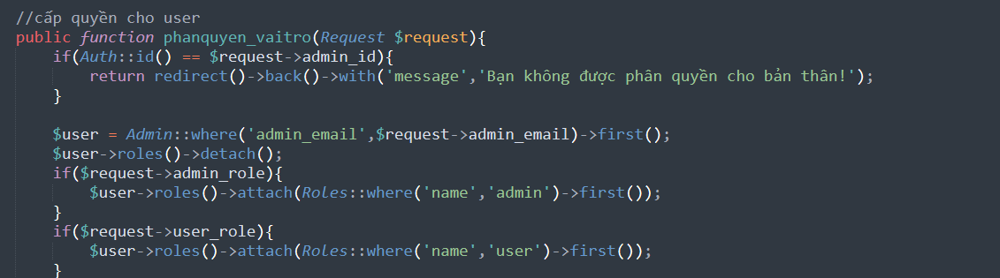 //cấp quyền cho user
public function phanquyen_vaitro(Request $request){
if(Auth::id() == $request->admin_id){
return redirect()->back()->with('message','Bạn không được phân quyền cho bản thân!');
}
$user = Admin::where('admin_email',$request->admin_email)->first();
$user->roles()->detach();
if($request->admin_role){
$user->roles()->attach(Roles::where('name','admin')->first());
}
if($request->user_role){
$user->roles()->attach(Roles::where('name','user')->first());
}